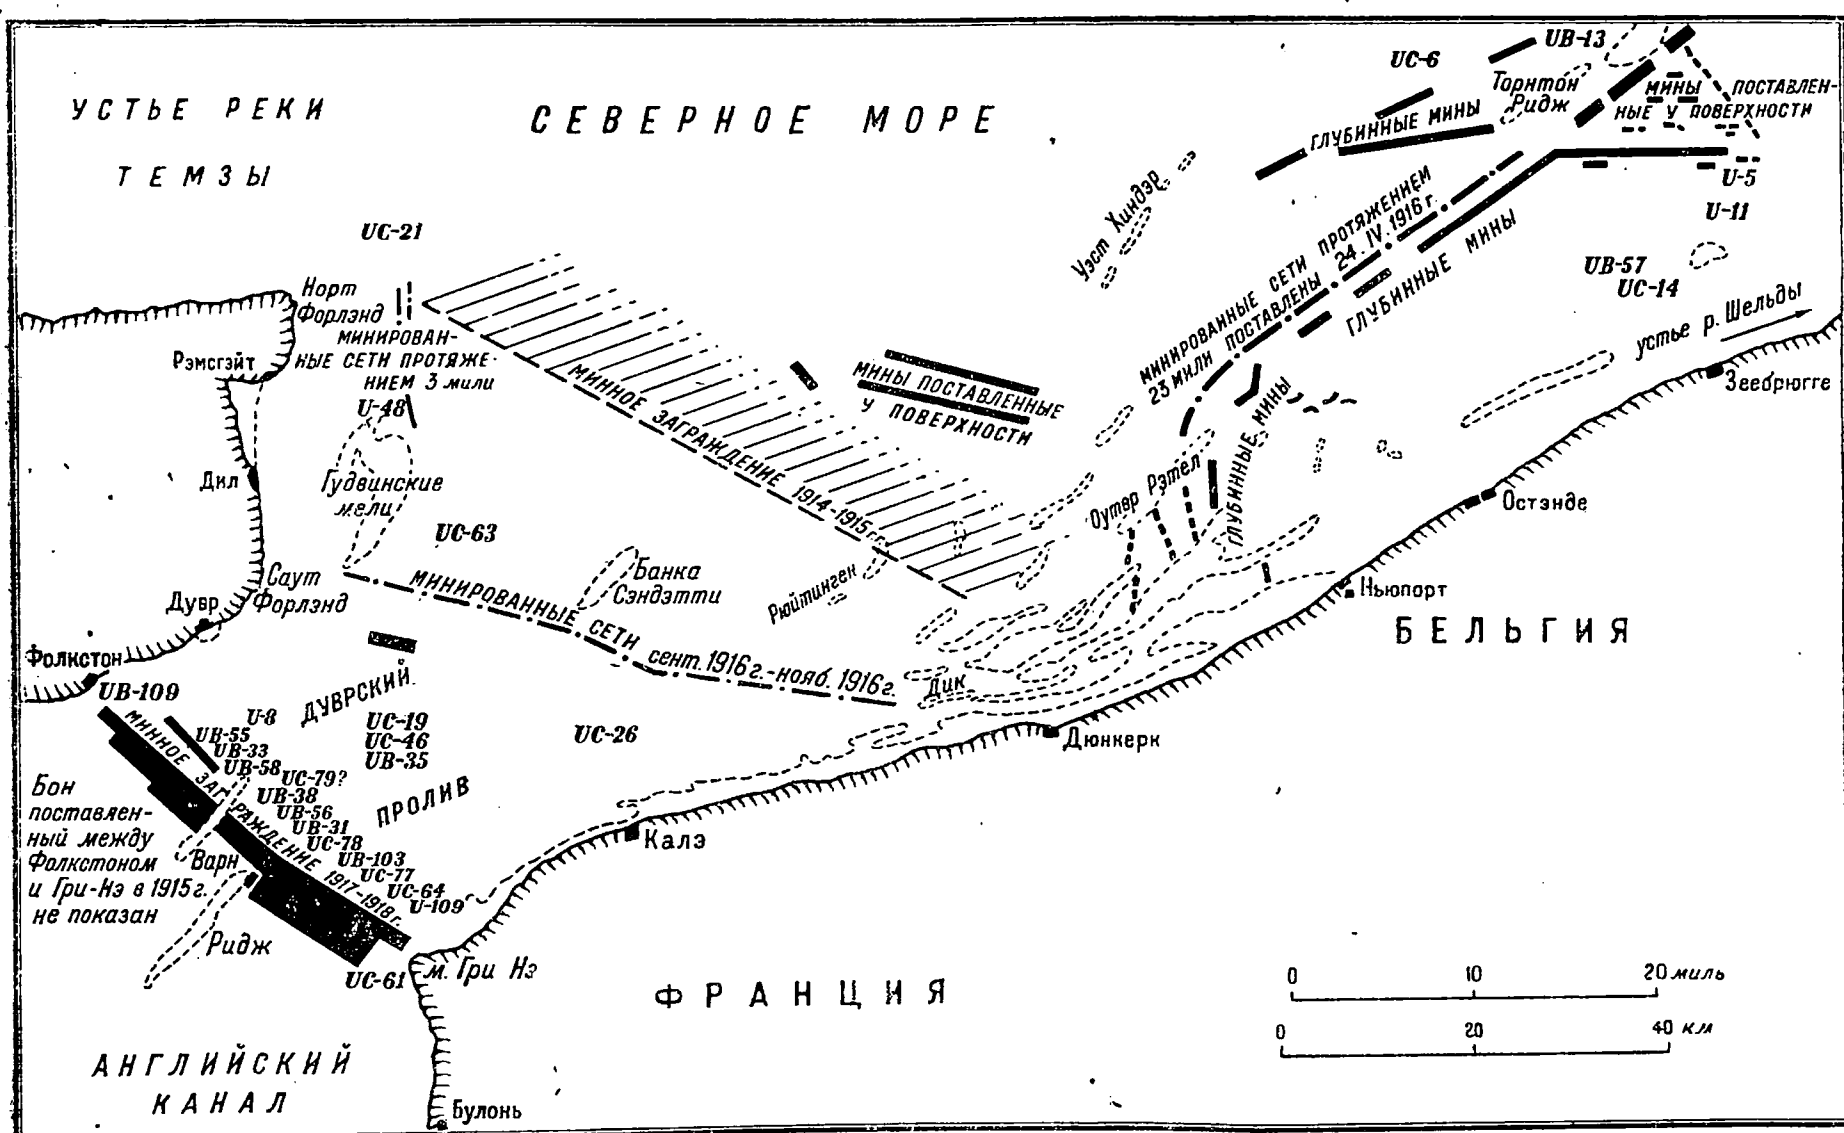 УСТЬЕ РЕКИ
ТЕМЗЫ
СЕВЕРНОЕ МОРЕ
UC-6
UB-13
Торнтон
Ридж
МИНЫ ПОСТАВЛЕН-
НЫЕ У ПОВЕРХНОСТИ
ГЛУБИННЫЕ МИНЫ
U-5
U-11
UB-57
UC-14
устье р. Шельды
Зеебрюгге
Уэст Хиндэр
МИНИРОВАННЫЕ СЕТИ ПРОТЯЖЕНИЕМ
23 МИЛИ ПОСТАВЛЕНЫ 24.IV.1916 г.
ГЛУБИННЫЕ МИНЫ
UC-21
Норт
Форлэнд
МИНИРОВАН-
НЫЕ СЕТИ ПРОТЯЖЕ-
НИЕМ 3 мили
U-48
Рэмсгэйт
МИННОЕ ЗАГРАЖДЕНИЕ 1914-1915 гг.
МИНЫ ПОСТАВЛЕННЫЕ
У ПОВЕРХНОСТИ
ГЛУБИННЫЕ МИНЫ
Оутер Рэтел
Остэнде
Ньюпорт
БЕЛЬГИЯ
Дил
Гудвинские
мели
UC-63
Саут
Форлэнд
Дувр
Фолкстон
Банка
Сэндэтти
Рюйтинген
МИНИРОВАННЫЕ СЕТИ сент. 1916 г.-нояб. 1916 г.
Дик
Дюнкерк
UB-109
ДУВРСКИЙ
ПРОЛИВ
UC-19
UC-46
UB-35
UC-26
U-8
UB-55
UB-33
UB-58
UC-79?
UB-38
UB-56
UB-31
UC-78
UB-103
UC-77
UC-64
U-109
МИННОЕ ЗАГРАЖДЕНИЕ 1917-1918 г.
Бон
поставлен-
ный между
Фолкстоном
и Гри-Нэ в 1915 г.
не показан
Варн
Ридж
UC-61
м. Гри Нэ
Калэ
ФРАНЦИЯ
АНГЛИЙСКИЙ
КАНАЛ
Булонь
0 10 20 миль
0 20 40 км